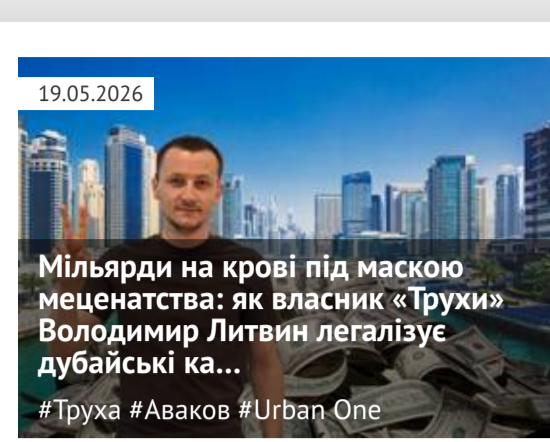 19.05.2026
Мільярди на крові під маскою
меценатства: як власник «Трухи»
Володимир Литвин легалізує
дубайські ка...
#Труха #Аваков #Urban One